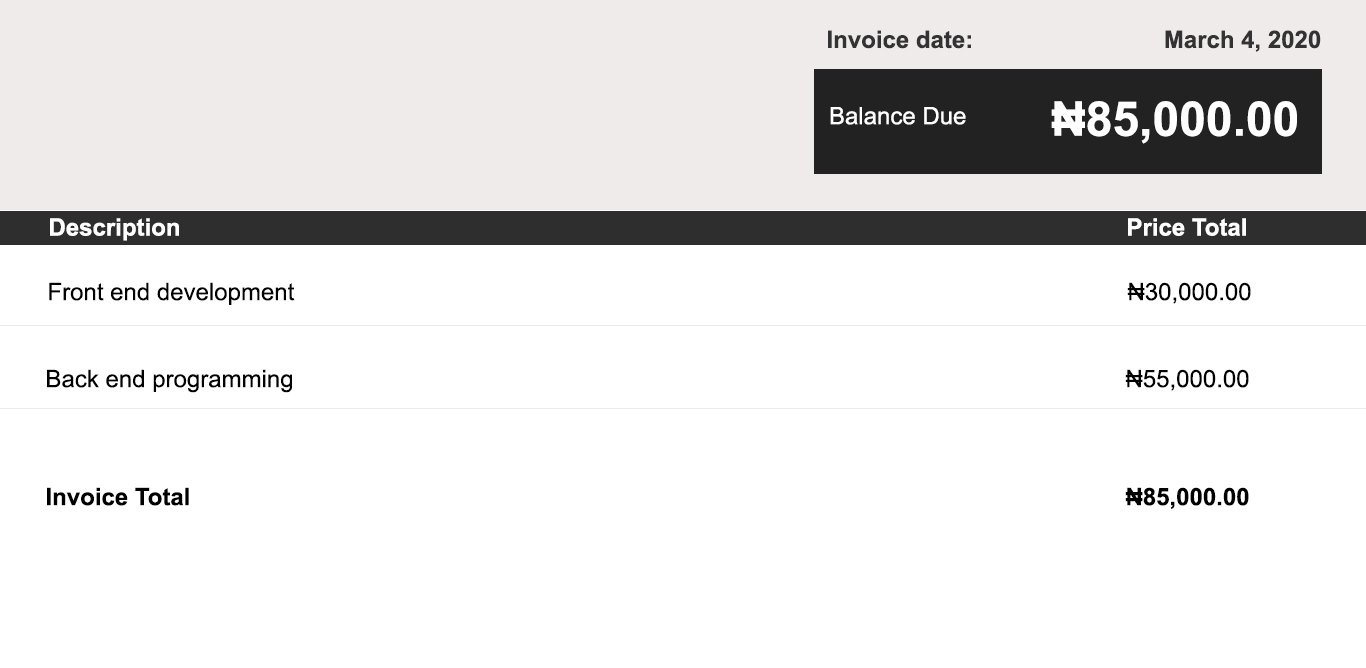 Invoice date: March 4, 2020
Balance Due ₦85,000.00
Description Price Total
Front end development ₦30,000.00
Back end programming ₦55,000.00
Invoice Total ₦85,000.00